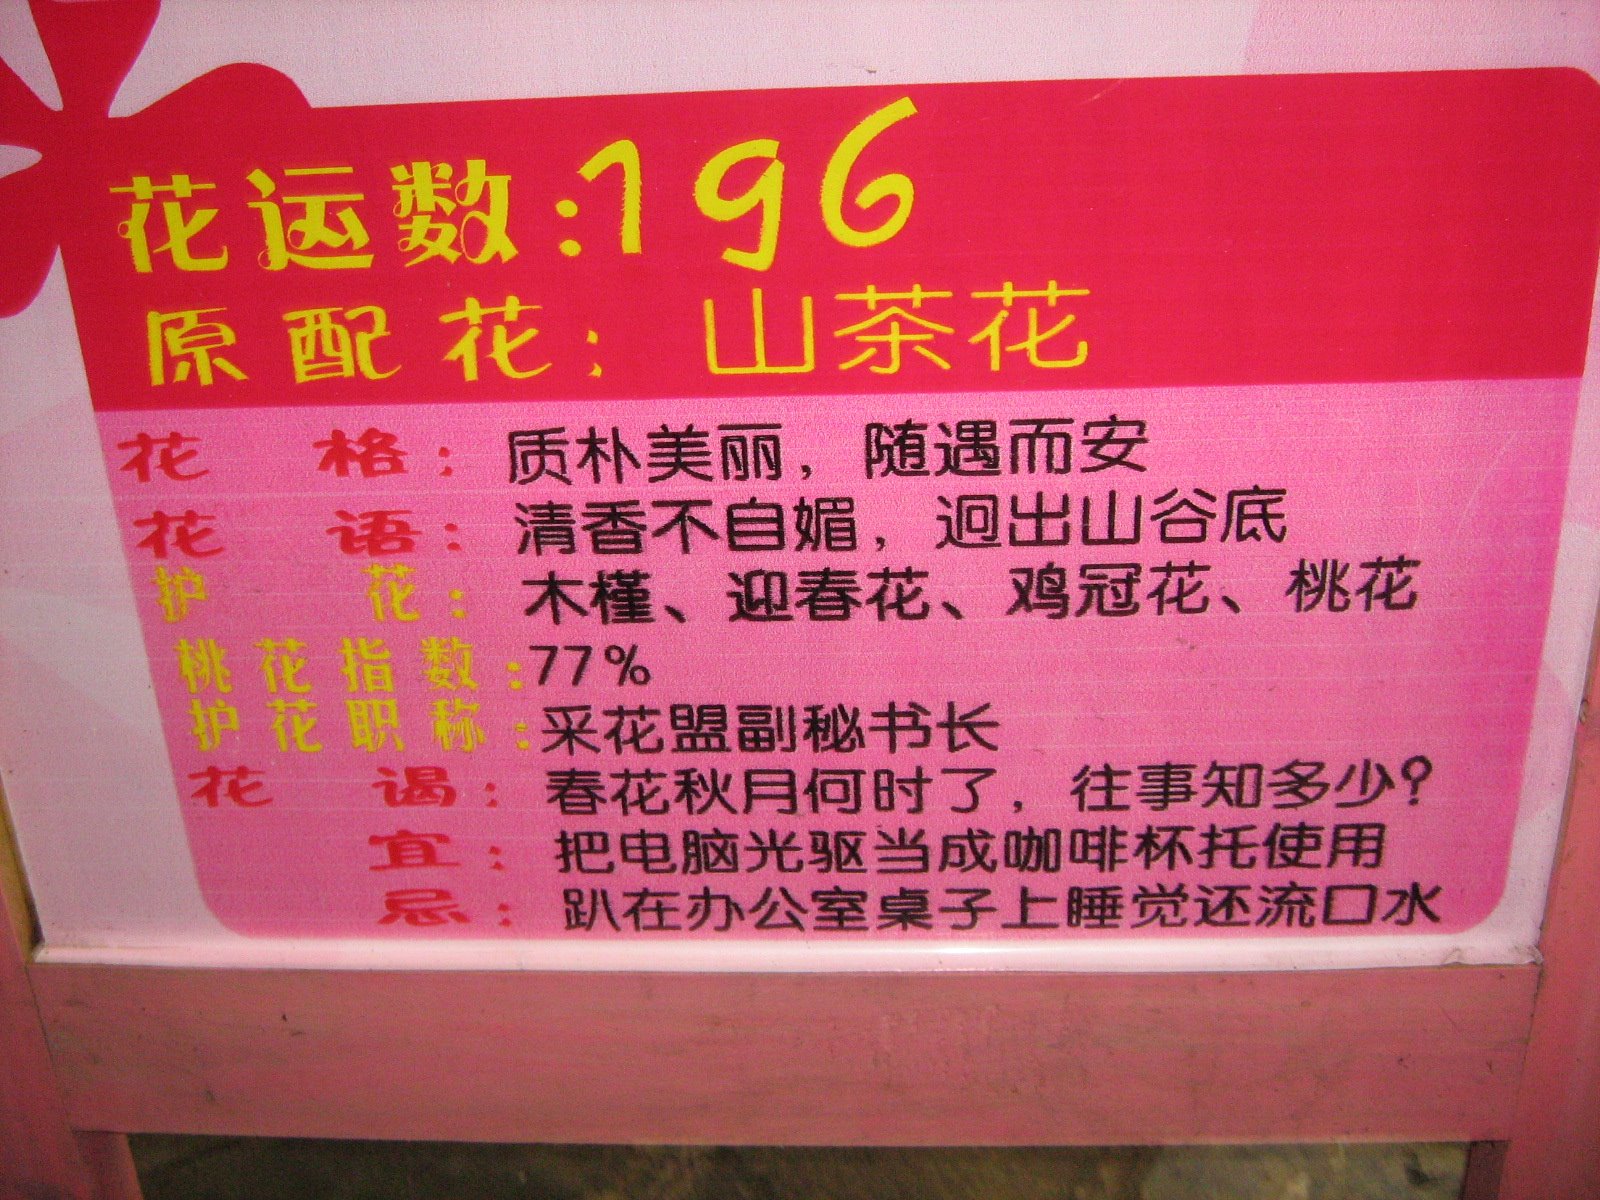 花运数:196
原配花: 山茶花
花格: 质朴美丽，随遇而安
花语: 清香不自媚，迥出山谷底
护花: 木槿、迎春花、鸡冠花、桃花
桃花指数:77%
护花职称:采花盟副秘书长
花谒: 春花秋月何时了，往事知多少?
宜: 把电脑光驱当成咖啡杯托使用
忌: 趴在办公室桌子上睡觉还流口水